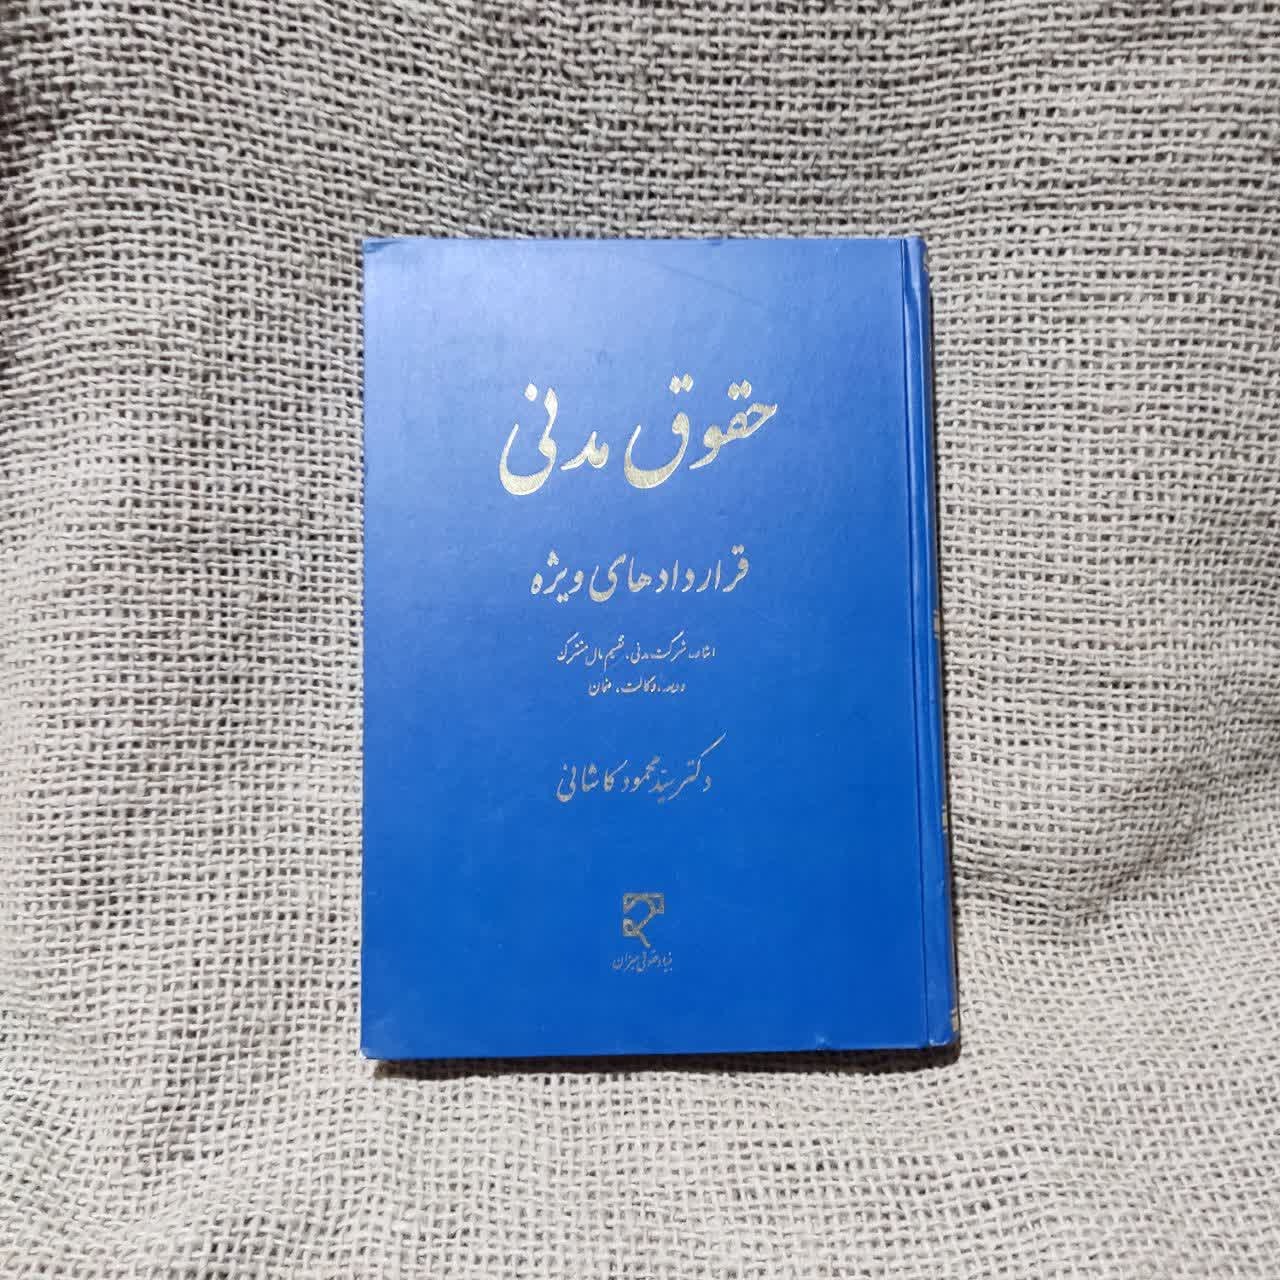 حقوق مدنی
قراردادهای ویژه
اشاعه، شرکت مدنی، تقسیم مال مشترک
ودیعه، وکالت، ضمان
دکتر سید محمود کاشانی
بنیاد حقوقی میزان